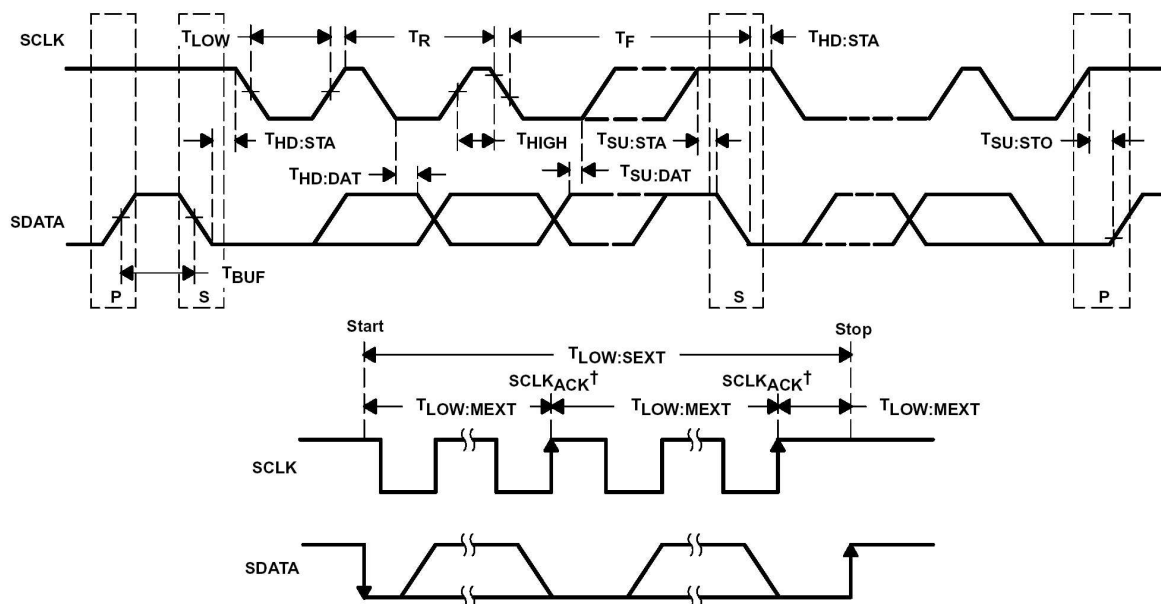 SCLK
TLOW
TR
TF
THD:STA
THD:STA
THIGH
TSU:STA
TSU:STO
THD:DAT
TSU:DAT
SDATA
TBUF
P
S
S
P
Start
Stop
TLOW:SEXT
SCLKACK†
SCLKACK†
TLOW:MEXT
TLOW:MEXT
TLOW:MEXT
SCLK
SDATA